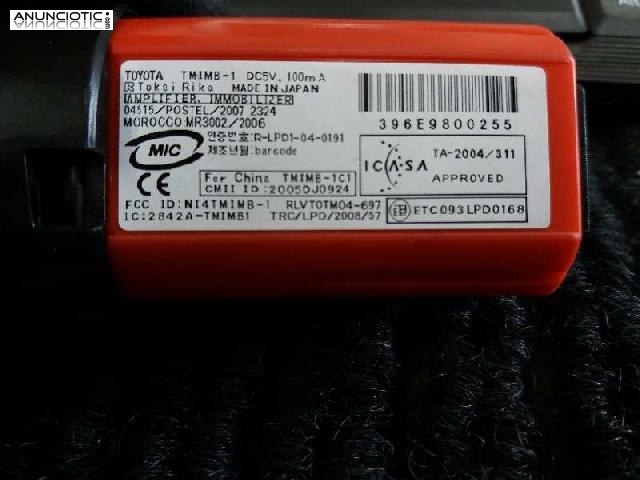 ANUNCIOTIC.com
TOYOTA TMIMB-1 DC5V, 100mA
Tokai Rika MADE IN JAPAN
AMPLIFIER, IMMOBILIZER
04515/POSTEL/2007 2324
MOROCCO MR3002/2006
인증번호:R-LPD1-04-0191
제조년월:barcode
MIC
CE
For China TMIMB-1C1
CMII ID:2005DJ0924
FCC ID:NI4TMIMB-1 RLVT0TM04-697
IC:2842A-TMIMB1 TRC/LPD/2008/57
396E9800255
ICASA
TA-2004/311
APPROVED
ETC093LPD0168